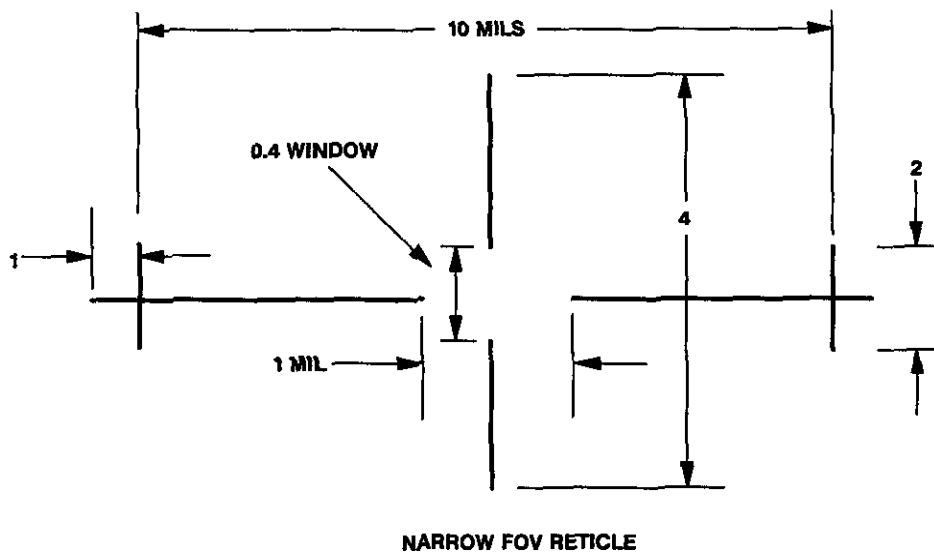 10 MILS
0.4 WINDOW
2
4
1
1 MIL
NARROW FOV RETICLE